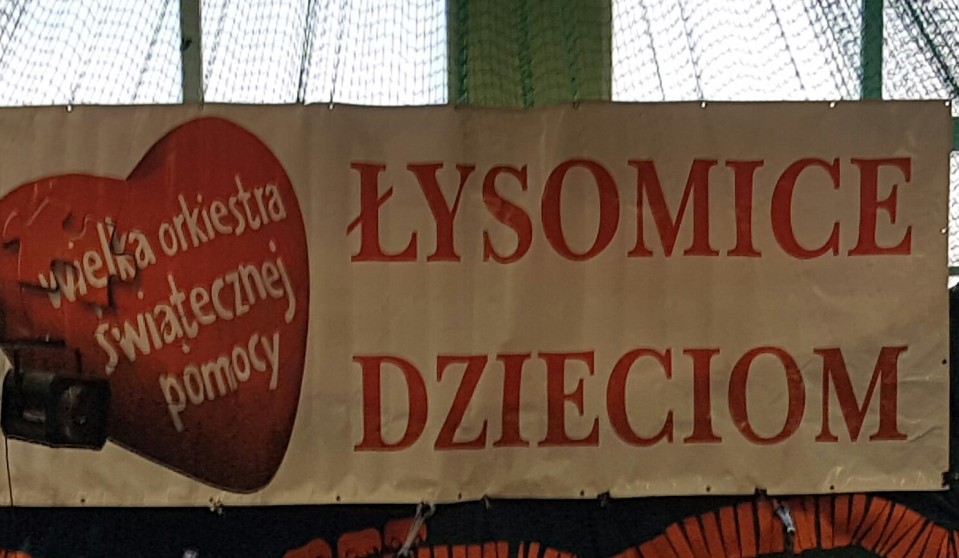 wielka orkiestra
świątecznej
pomocy
ŁYSOMICE
DZIECIOM